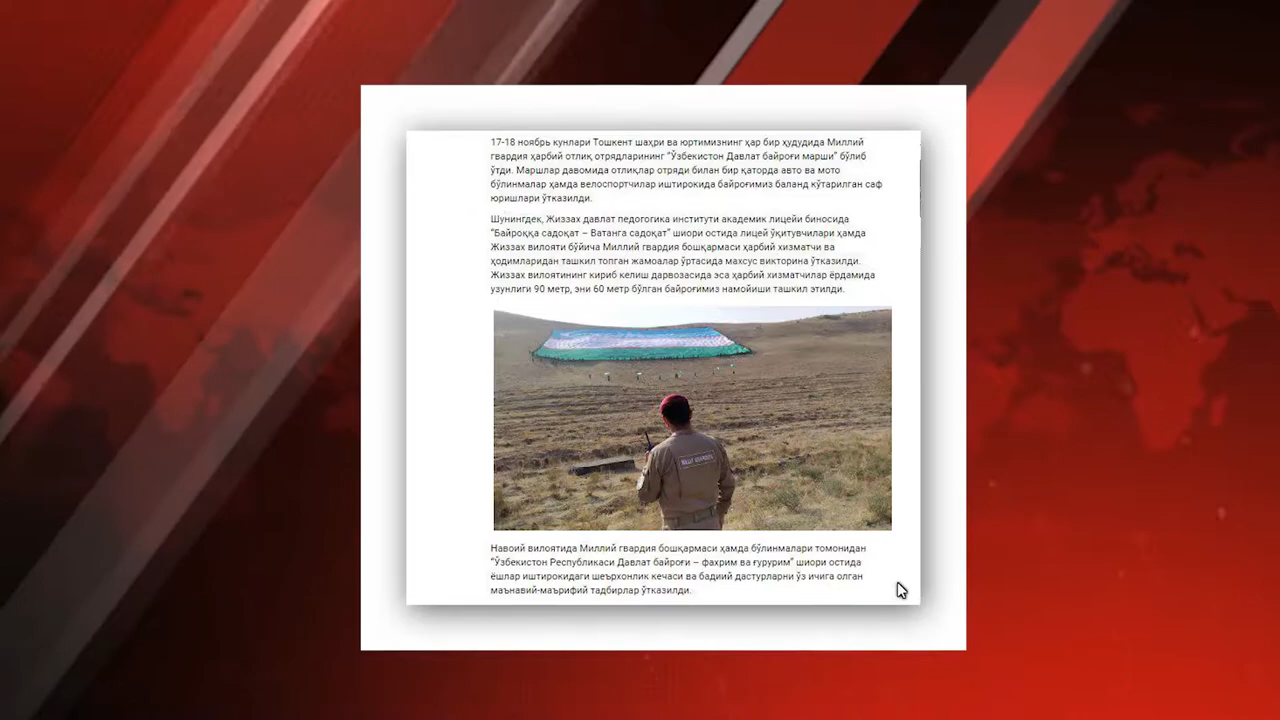 17-18 ноябрь кунлари Тошкент шаҳри ва юртимизнинг ҳар бир ҳудудида Миллий
гвардия ҳарбий отлиқ отрядларининг “Ўзбекистон Давлат байроғи марши” бўлиб
ўтди. Маршлар давомида отлиқлар отряди билан бир қаторда авто ва мото
бўлинмалар ҳамда велоспортчилар иштирокида байроғимиз баланд кўтарилган саф
юришлари ўтказилди.
Шунингдек, Жиззах давлат педогогика институти академик лицейи биносида
“Байроққа садоқат – Ватанга садоқат” шиори остида лицей ўқитувчилари ҳамда
Жиззах вилояти бўйича Миллий гвардия бошқармаси ҳарбий хизматчи ва
ҳодимларидан ташкил топган жамоалар ўртасида махсус викторина ўтказилди.
Жиззах вилоятининг кириб келиш дарвозасида эса ҳарбий хизматчилар ёрдамида
узунлиги 90 метр, эни 60 метр бўлган байроғимиз намойиши ташкил этилди.
Навоий вилоятида Миллий гвардия бошқармаси ҳамда бўлинмалари томонидан
“Ўзбекистон Республикаси Давлат байроғи – фахрим ва ғурурим” шиори остида
ёшлар иштирокидаги шеърхонлик кечаси ва бадиий дастурларни ўз ичига олган
маънавий-маърифий тадбирлар ўтказилди.